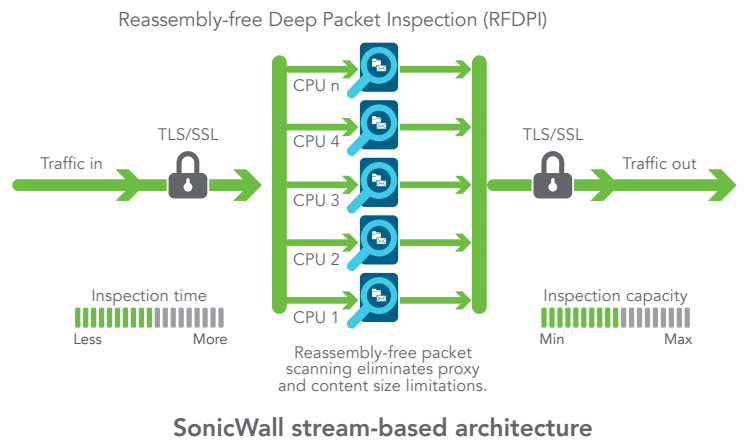 Reassembly-free Deep Packet Inspection (RFDPI)
CPU n
TLS/SSL
TLS/SSL
CPU 4
Traffic in
Traffic out
CPU 3
CPU 2
Inspection time
Inspection capacity
CPU 1
Less
More
Min
Max
Reassembly-free packet
scanning eliminates proxy
and content size limitations.
SonicWall stream-based architecture